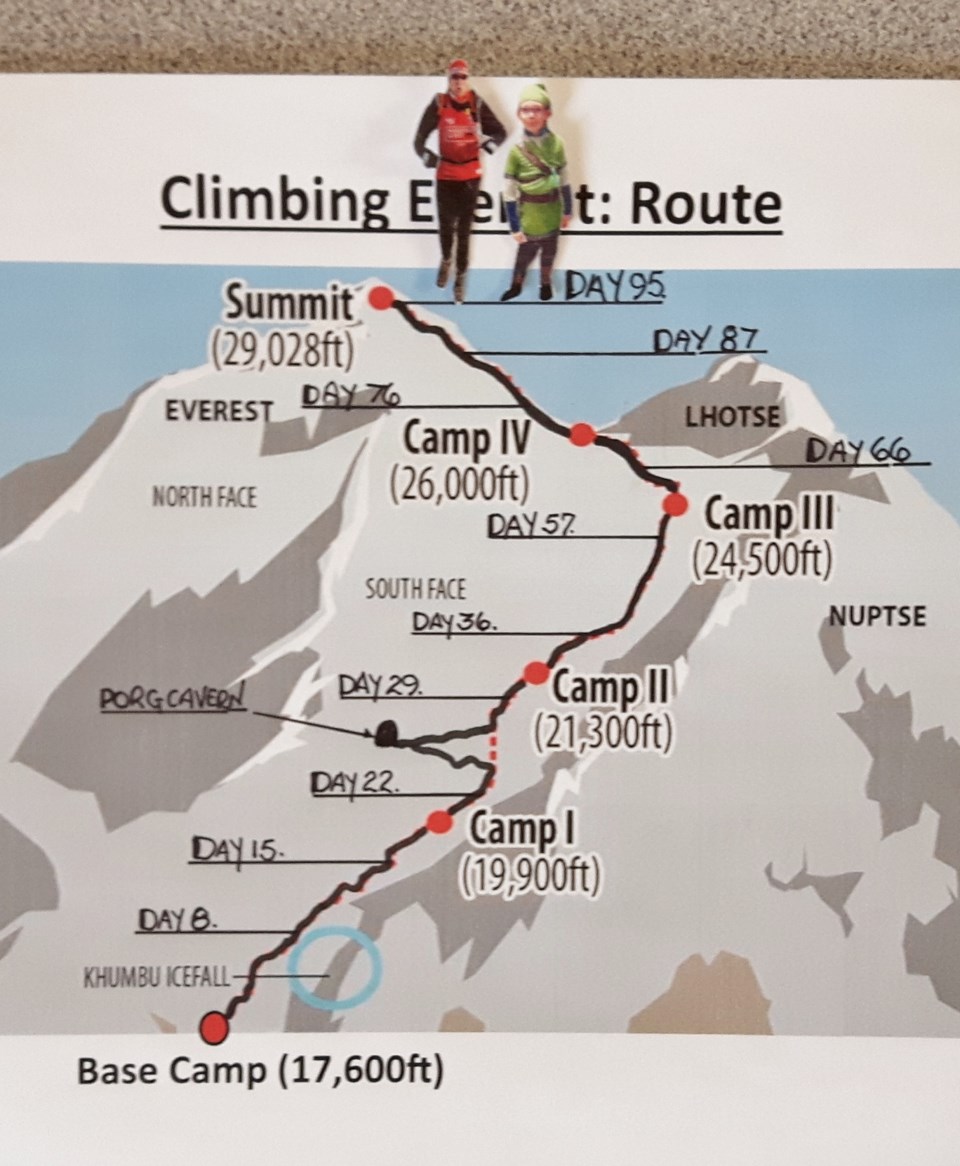 Climbing E er t: Route
Summit
(29,028ft)
DAY 95
DAY 87
DAY 76
EVEREST
LHOTSE
Camp IV
(26,000ft)
DAY 66
NORTH FACE
Camp III
(24,500ft)
DAY 57.
SOUTH FACE
NUPTSE
DAY 36.
DAY 29.
Camp II
(21,300ft)
PORG CAVERN
DAY 22.
Camp I
(19,900ft)
DAY 15.
DAY 8.
KHUMBU ICEFALL
Base Camp (17,600ft)